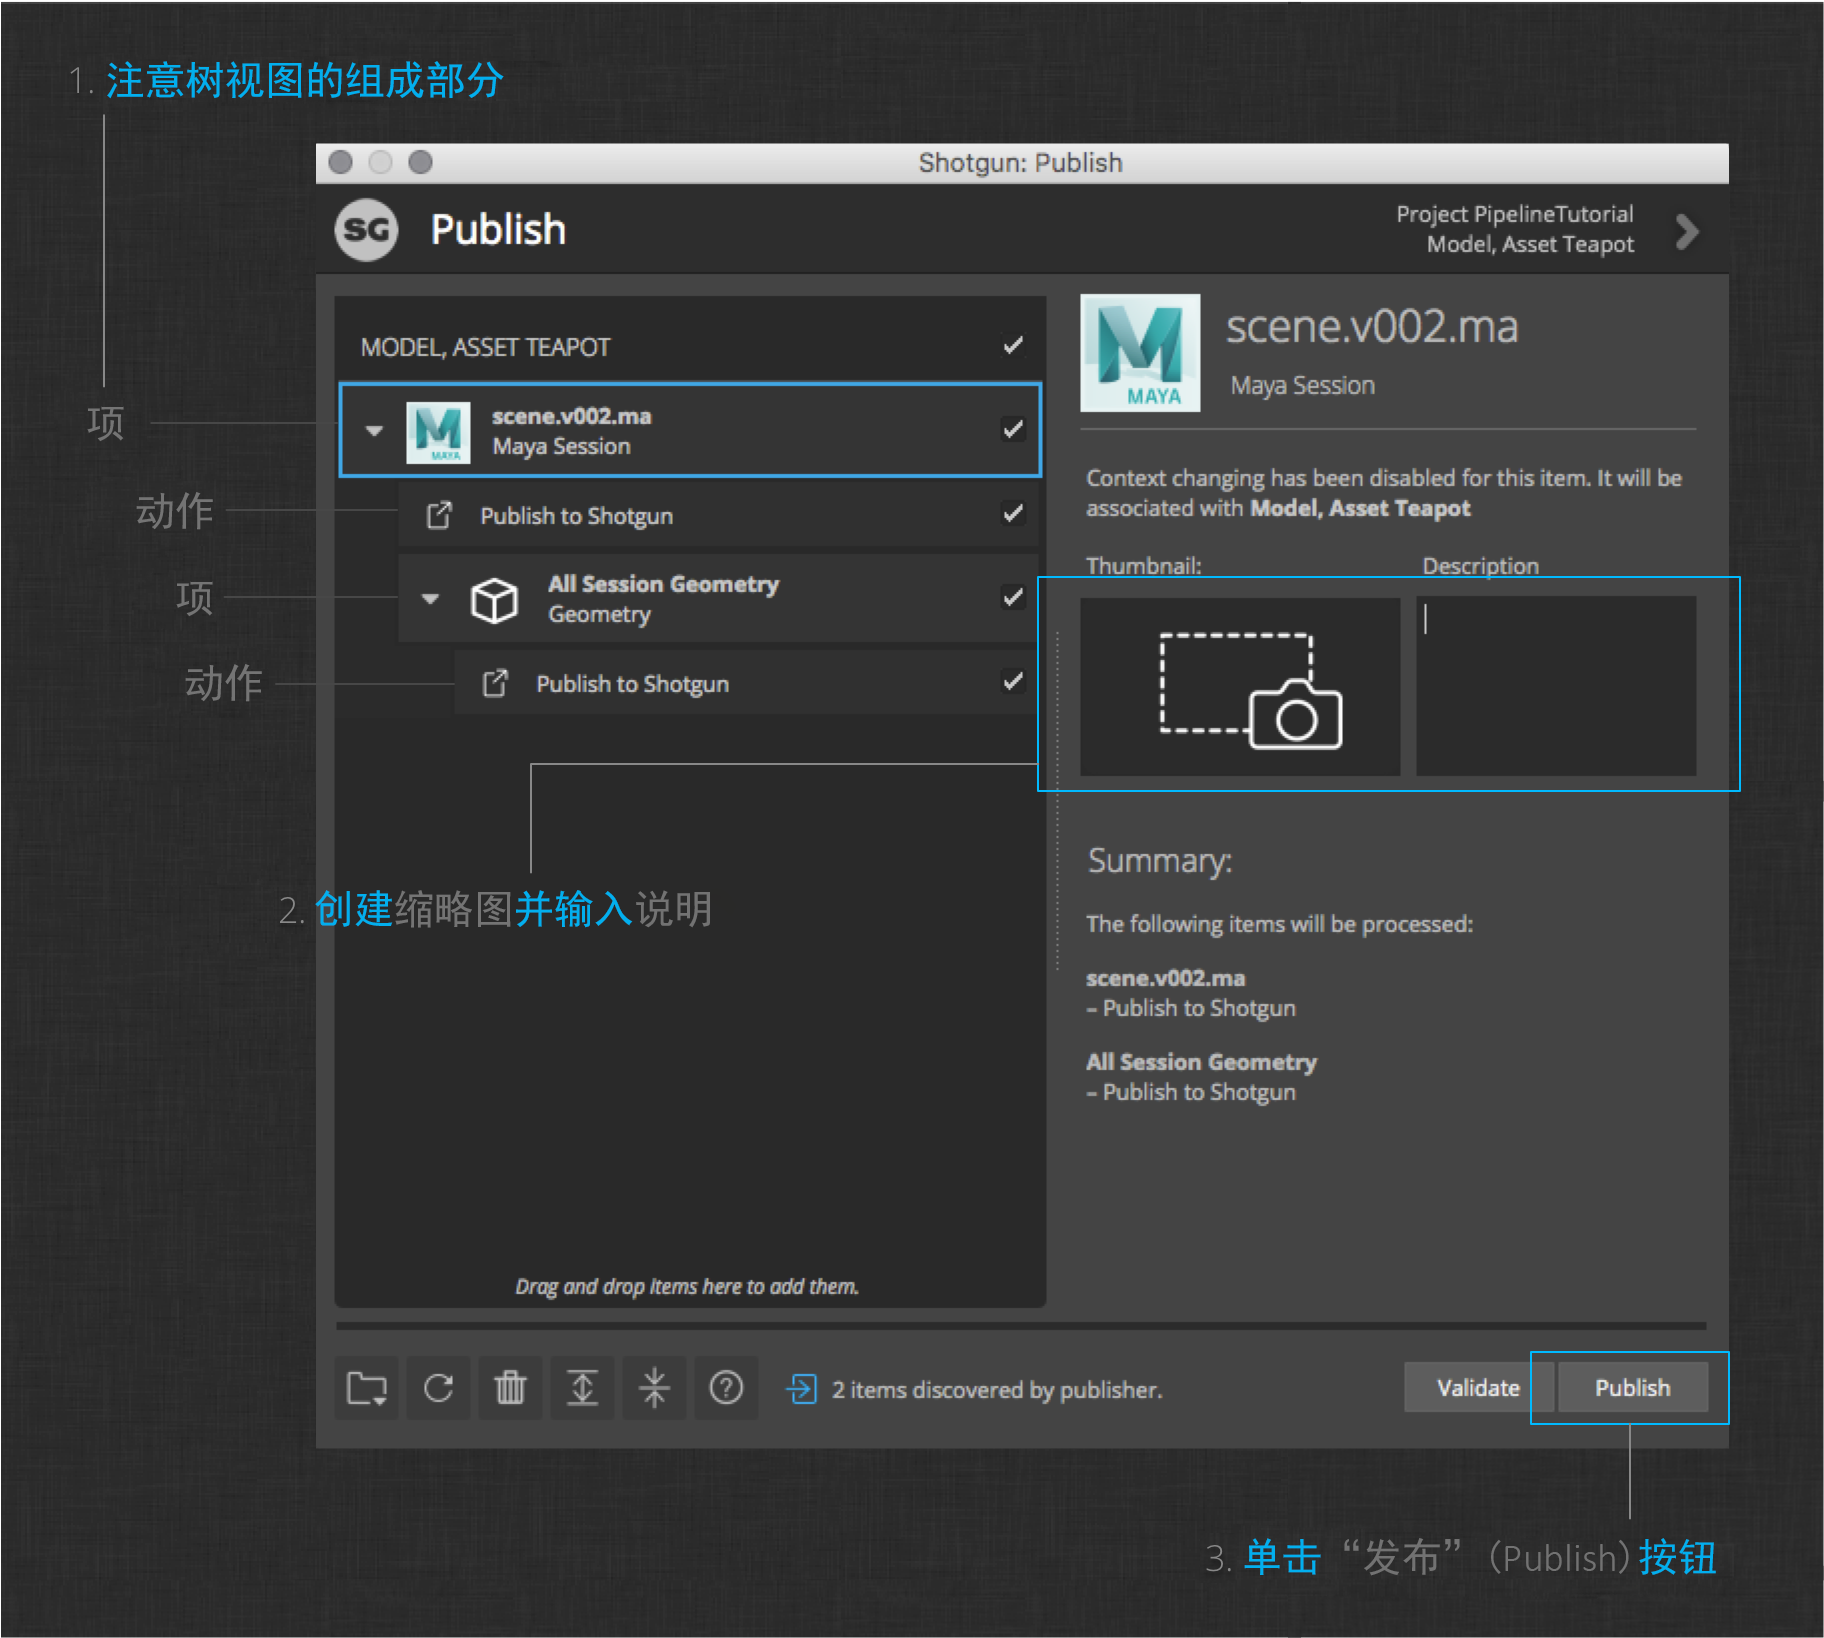 1. 注意树视图的组成部分
Shotgun: Publish
SG Publish
Project PipelineTutorial
Model, Asset Teapot
MODEL, ASSET TEAPOT
项
MAYA
scene.v002.ma
Maya Session
动作
Publish to Shotgun
项
All Session Geometry
Geometry
动作
Publish to Shotgun
2. 创建缩略图并输入说明
Drag and drop items here to add them.
MAYA
scene.v002.ma
Maya Session
Context changing has been disabled for this item. It will be
associated with Model, Asset Teapot
Thumbnail: Description
Summary:
The following items will be processed:
scene.v002.ma
– Publish to Shotgun
All Session Geometry
– Publish to Shotgun
2 items discovered by publisher.
Validate Publish
3. 单击“发布”(Publish) 按钮